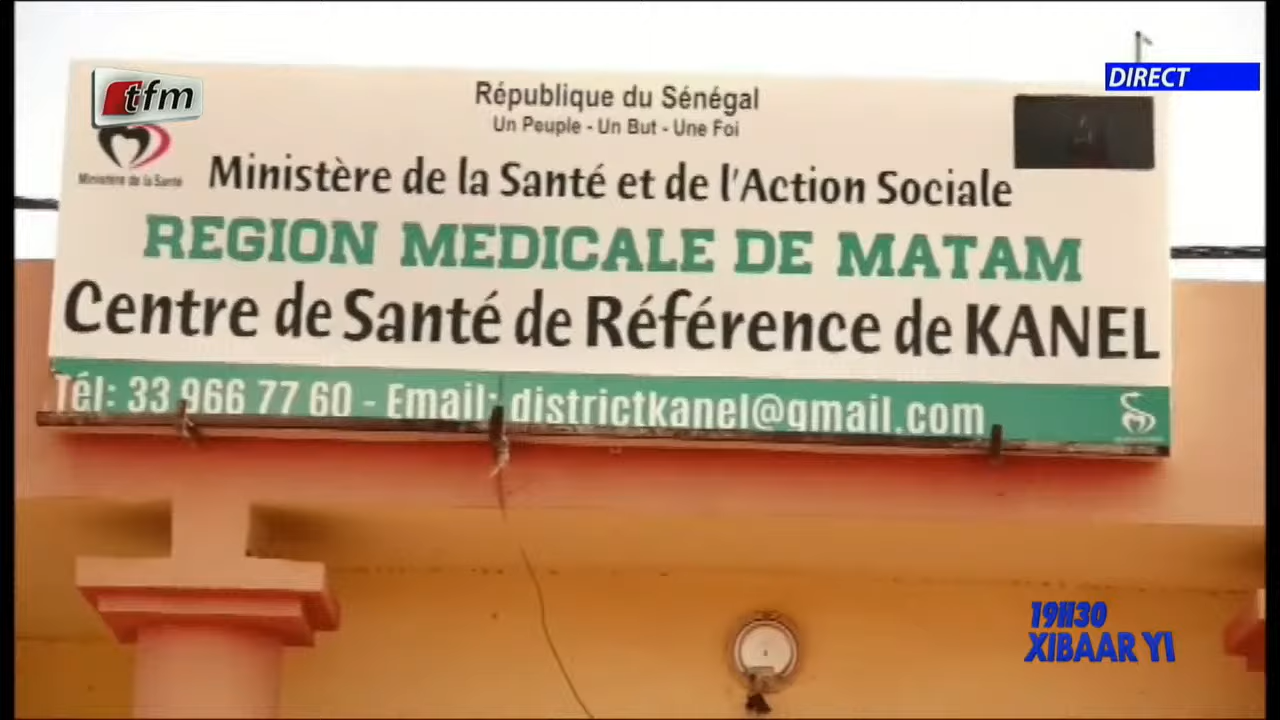 tfm
DIRECT
République du Sénégal
Un Peuple - Un But - Une Foi
Ministère de la Santé
Ministère de la Santé et de l'Action Sociale
REGION MEDICALE DE MATAM
Centre de Santé de Référence de KANEL
Tél: 33 966 77 60 - Email: districtkanel@gmail.com
19H30
XIBAAR YI